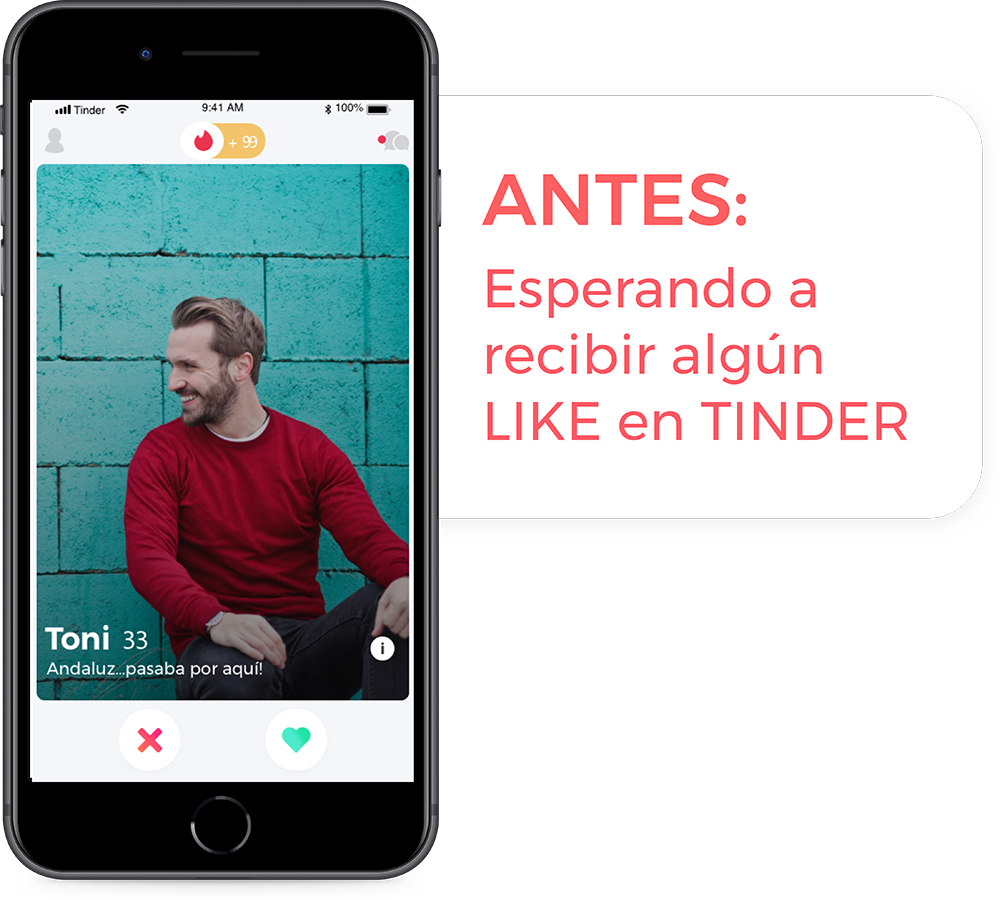 Tinder 9:41 AM 100%
+ 99
ANTES:
Esperando a
recibir algún
LIKE en TINDER
Toni 33
Andaluz...pasaba por aquí!
i